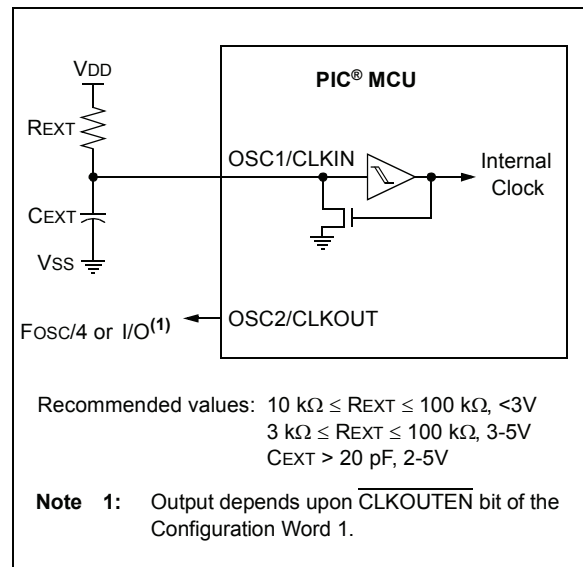 VDD
PIC® MCU
REXT
OSC1/CLKIN
Internal
Clock
CEXT
VSS
OSC2/CLKOUT
FOSC/4 or I/O(1)
Recommended values: 10 kΩ ≤ REXT ≤ 100 kΩ, <3V
3 kΩ ≤ REXT ≤ 100 kΩ, 3-5V
CEXT > 20 pF, 2-5V
Note 1: Output depends upon CLKOUTEN bit of the
Configuration Word 1.